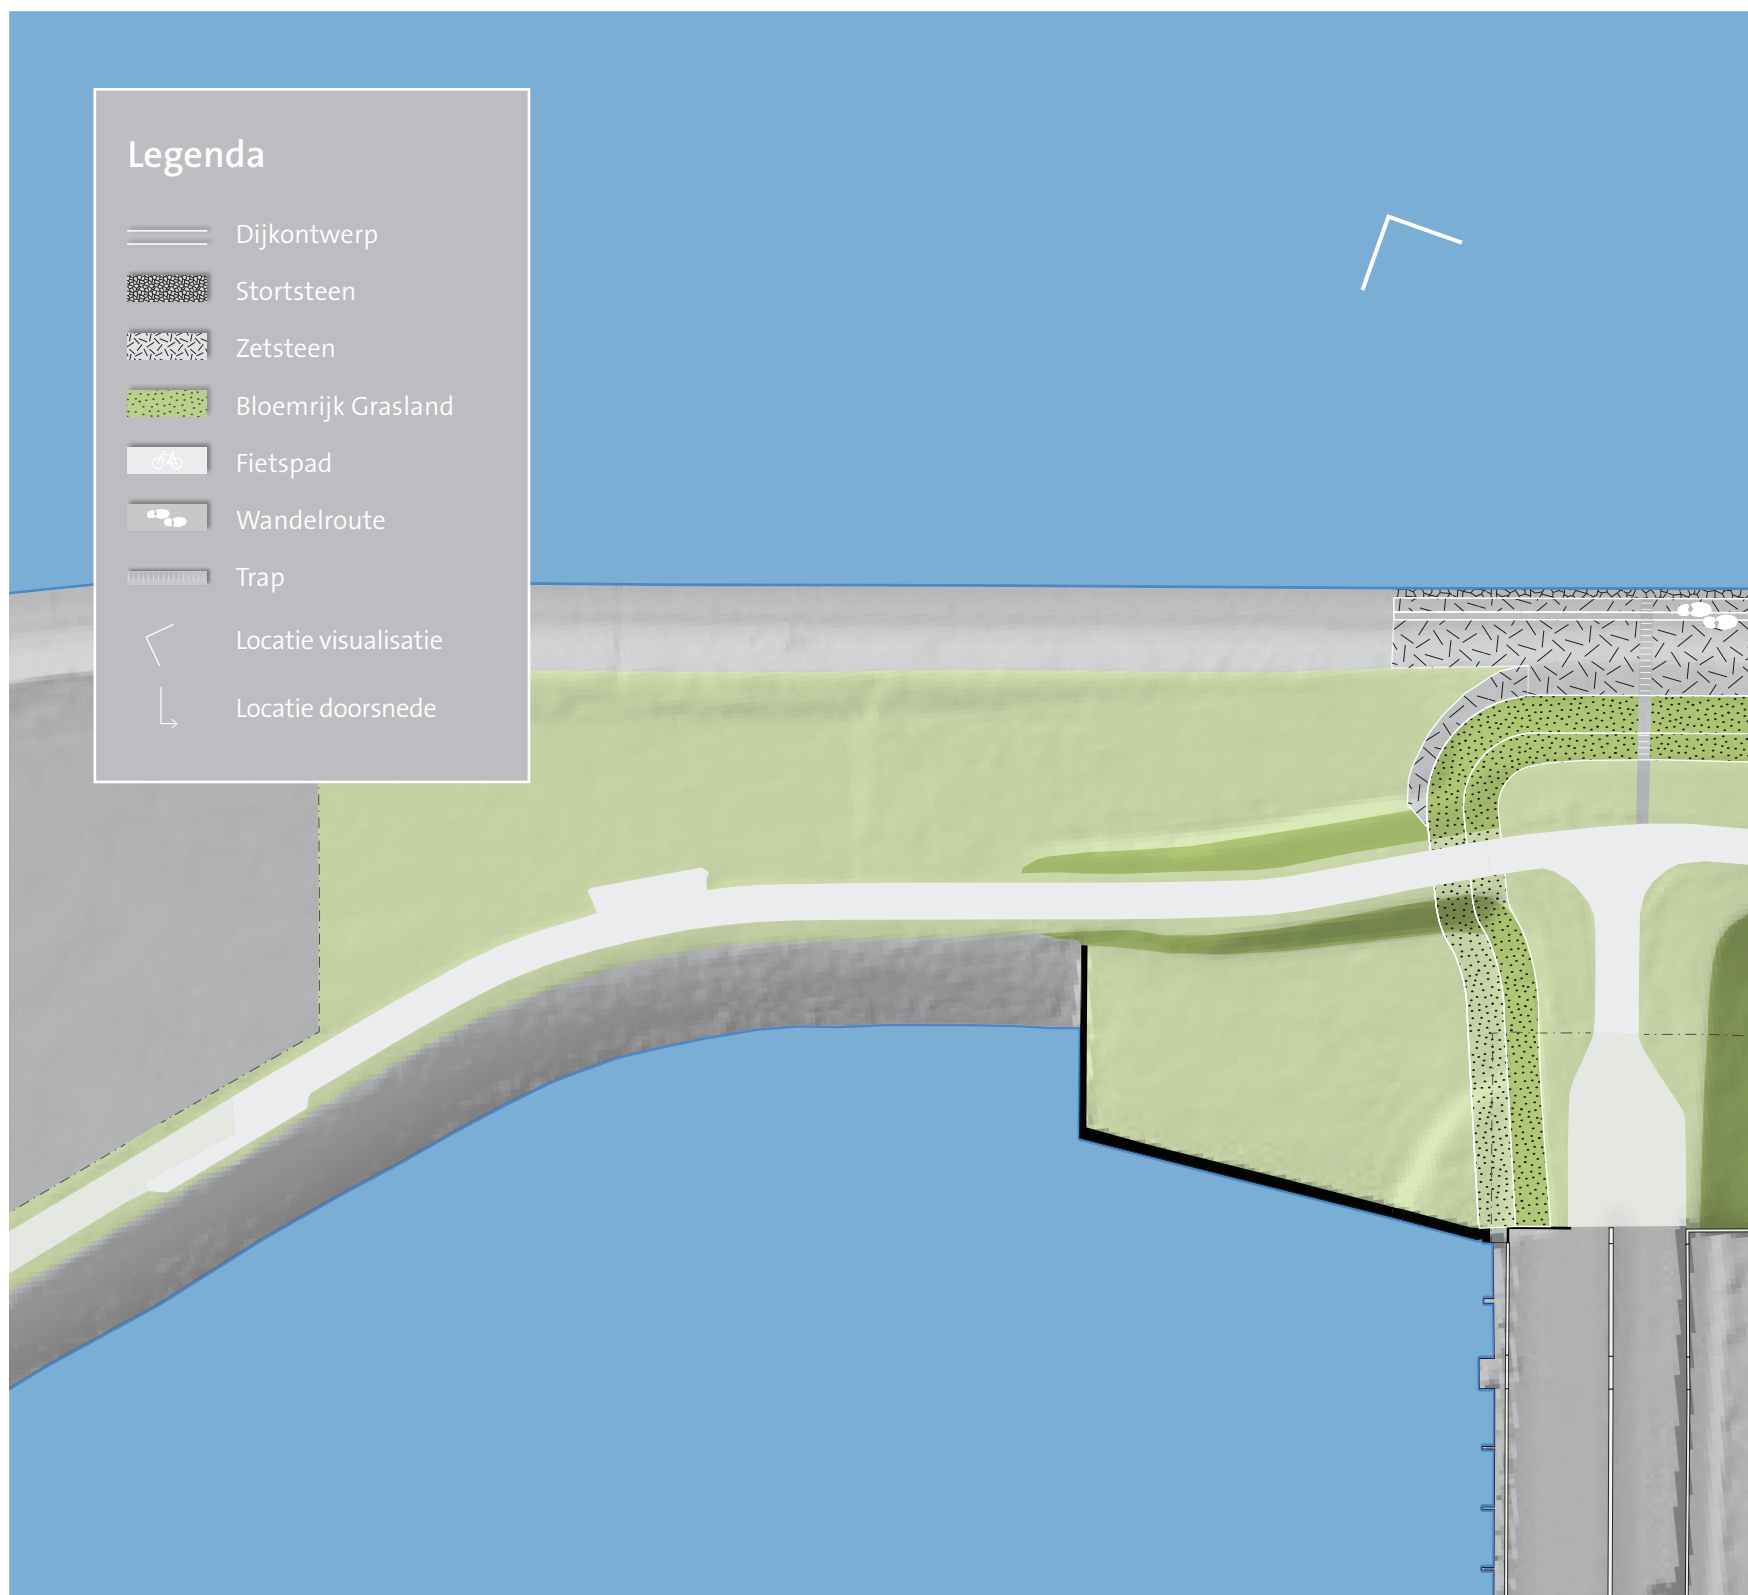 Legenda
Dijkontwerp
Stortsteen
Zetsteen
Bloemrijk Grasland
Fietspad
Wandelroute
Trap
Locatie visualisatie
Locatie doorsnede